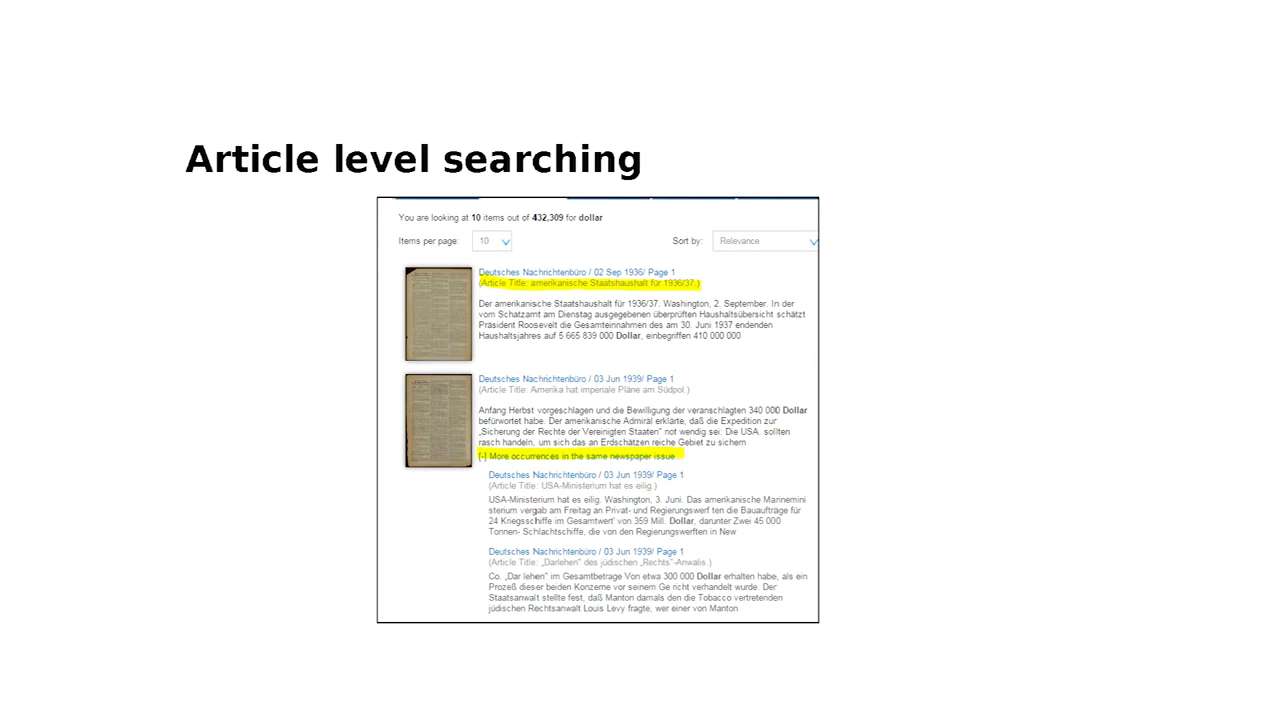 Article level searching
You are looking at 10 items out of 432,309 for dollar
Items per page: 10 Sort by: Relevance
Deutsches Nachrichtenbüro / 02 Sep 1936/ Page 1
(Article Title: amerikanische Staatshaushalt für 1936/37.)
Der amerikanische Staatshaushalt für 1936/37. Washington, 2. September. In der
vom Schatzamt am Dienstag ausgegebenen überprüften Haushaltsübersicht schätzt
Präsident Roosevelt die Gesamteinnahmen des am 30. Juni 1937 endenden
Haushaltsjahres auf 5 665 839 000 Dollar, einbegriffen 410 000 000
Deutsches Nachrichtenbüro / 03 Jun 1939/ Page 1
(Article Title: Amerika hat imperiale Pläne am Südpol.)
Anfang Herbst vorgeschlagen und die Bewilligung der veranschlagten 340 000 Dollar
befürwortet habe. Der amerikanische Admiral erklärte, daß die Expedition zur
„Sicherung der Rechte der Vereinigten Staaten" not wendig sei: Die USA. sollten
rasch handeln, um sich das an Erdschätzen reiche Gebiet zu sichern
[-] More occurrences in the same newspaper issue
Deutsches Nachrichtenbüro / 03 Jun 1939/ Page 1
(Article Title: USA-Ministerium hat es eilig.)
USA-Ministerium hat es eilig. Washington, 3. Juni. Das amerikanische Marinemini
sterium vergab am Freitag an Privat- und Regierungswerf ten die Bauaufträge für
24 Kriegsschiffe im Gesamtwert' von 359 Mill. Dollar, darunter Zwei 45 000
Tonnen- Schlachtschiffe, die von den Regierungswerften in New
Deutsches Nachrichtenbüro / 03 Jun 1939/ Page 1
(Article Title: „Darlehen" des jüdischen „Rechts"-Anwalis.)
Co. „Dar lehen" im Gesamtbetrage Von etwa 300 000 Dollar erhalten habe, als ein
Prozeß dieser beiden Konzerne vor seinem Ge richt verhandelt wurde. Der
Staatsanwalt stellte fest, daß Manton damals den die Tobacco vertretenden
jüdischen Rechtsanwalt Louis Levy fragte, wer einer von Manton